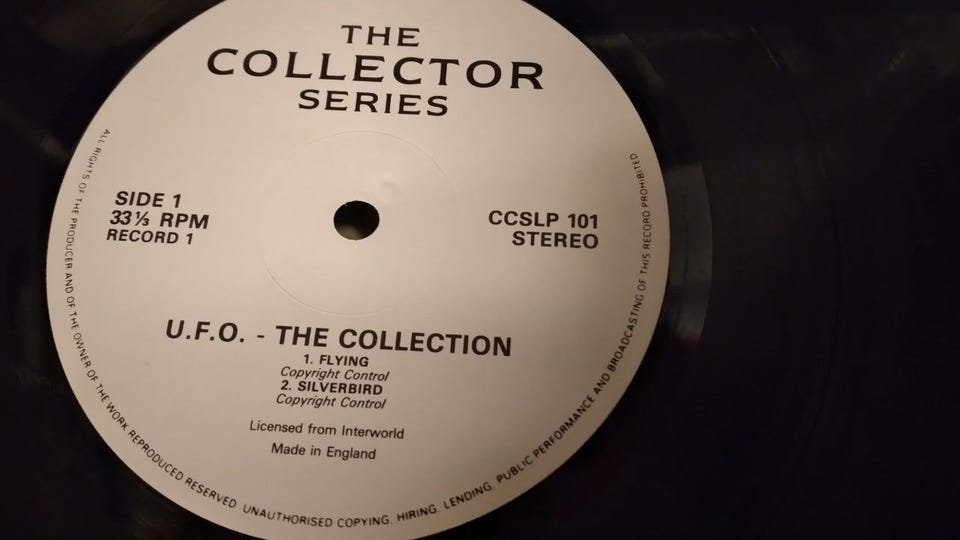 THE
COLLECTOR
SERIES
SIDE 1
33⅓ RPM
RECORD 1
CCSLP 101
STEREO
U.F.O. - THE COLLECTION
1. FLYING
Copyright Control
2. SILVERBIRD
Copyright Control
Licensed from Interworld
Made in England
ALL RIGHTS OF THE PRODUCER AND OF THE OWNER OF THE WORK REPRODUCED RESERVED. UNAUTHORISED COPYING. HIRING. LENDING. PUBLIC PERFORMANCE AND BROADCASTING OF THIS RECORD PROHIBITED